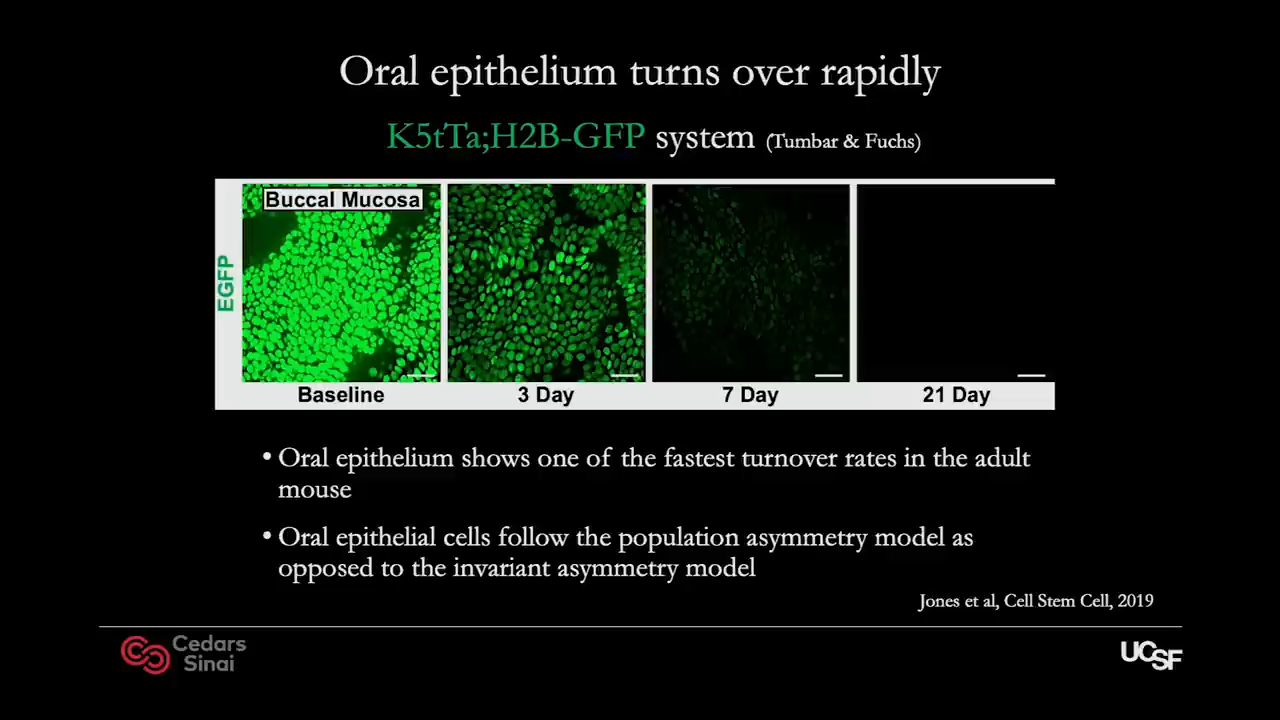 Oral epithelium turns over rapidly
K5tTa;H2B-GFP system (Tumbar & Fuchs)
Buccal Mucosa
EGFP
Baseline
3 Day
7 Day
21 Day
• Oral epithelium shows one of the fastest turnover rates in the adult
mouse
• Oral epithelial cells follow the population asymmetry model as
opposed to the invariant asymmetry model
Jones et al, Cell Stem Cell, 2019
Cedars
Sinai
UCSF